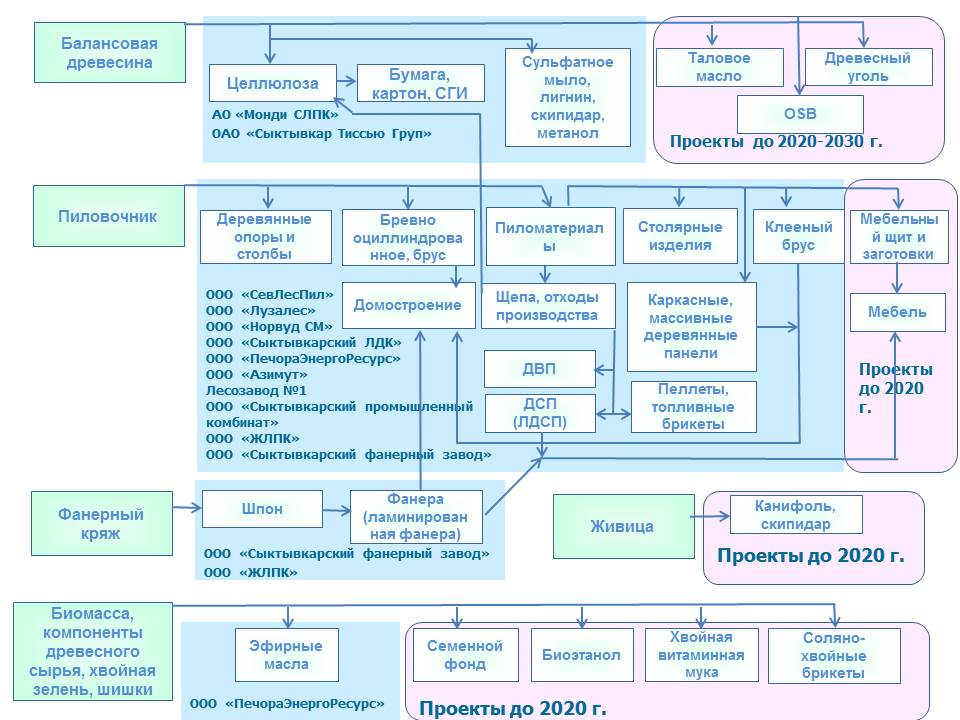 Балансовая
древесина
Целлюлоза
Бумага,
картон, СГИ
Сульфатное
мыло,
лигнин,
скипидар,
метанол
АО «Монди СЛПК»
ОАО «Сыктывкар Тиссью Груп»
Таловое
масло
Древесный
уголь
OSB
Проекты до 2020-2030 г.
Пиловочник
Деревянные
опоры и
столбы
Бревно
оцилиндрова
нное, брус
Пиломатериал
ы
Столярные
изделия
Клееный
брус
Мебельны
й щит и
заготовки
Домостроение
Щепа, отходы
производства
Каркасные,
массивные
деревянные
панели
Мебель
ООО «СевЛесПил»
ООО «Лузалес»
ООО «Норвуд СМ»
ООО «Сыктывкарский ЛДК»
ООО «ПечораЭнергоРесурс»
ООО «Азимут»
Лесозавод №1
ООО «Сыктывкарский промышленный
комбинат»
ООО «ЖЛПК»
ООО «Сыктывкарский фанерный завод»
ДВП
ДСП
(ЛДСП)
Пеллеты,
топливные
брикеты
Проекты
до 2020
г.
Фанерный
кряж
Шпон
Фанера
(ламинирован
ная фанера)
ООО «Сыктывкарский фанерный завод»
ООО «ЖЛПК»
Живица
Канифоль,
скипидар
Проекты до 2020 г.
Биомасса,
компоненты
древесного
сырья, хвойная
зелень, шишки
Эфирные
масла
ООО «ПечораЭнергоРесурс»
Семенной
фонд
Биоэтанол
Хвойная
витаминная
мука
Соляно-
хвойные
брикеты
Проекты до 2020 г.